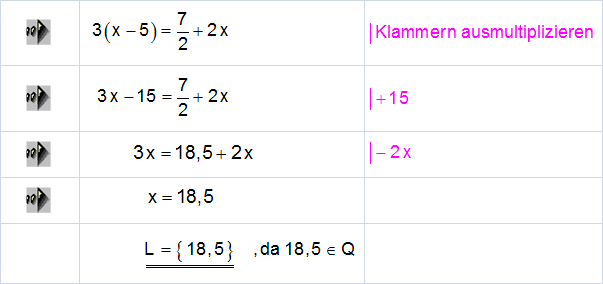 3(x − 5) = 7/2 + 2x |Klammern ausmultiplizieren
3x − 15 = 7/2 + 2x |+15
3x = 18,5 + 2x |− 2x
x = 18,5
L = {18,5} ,da 18,5 ∈ Q